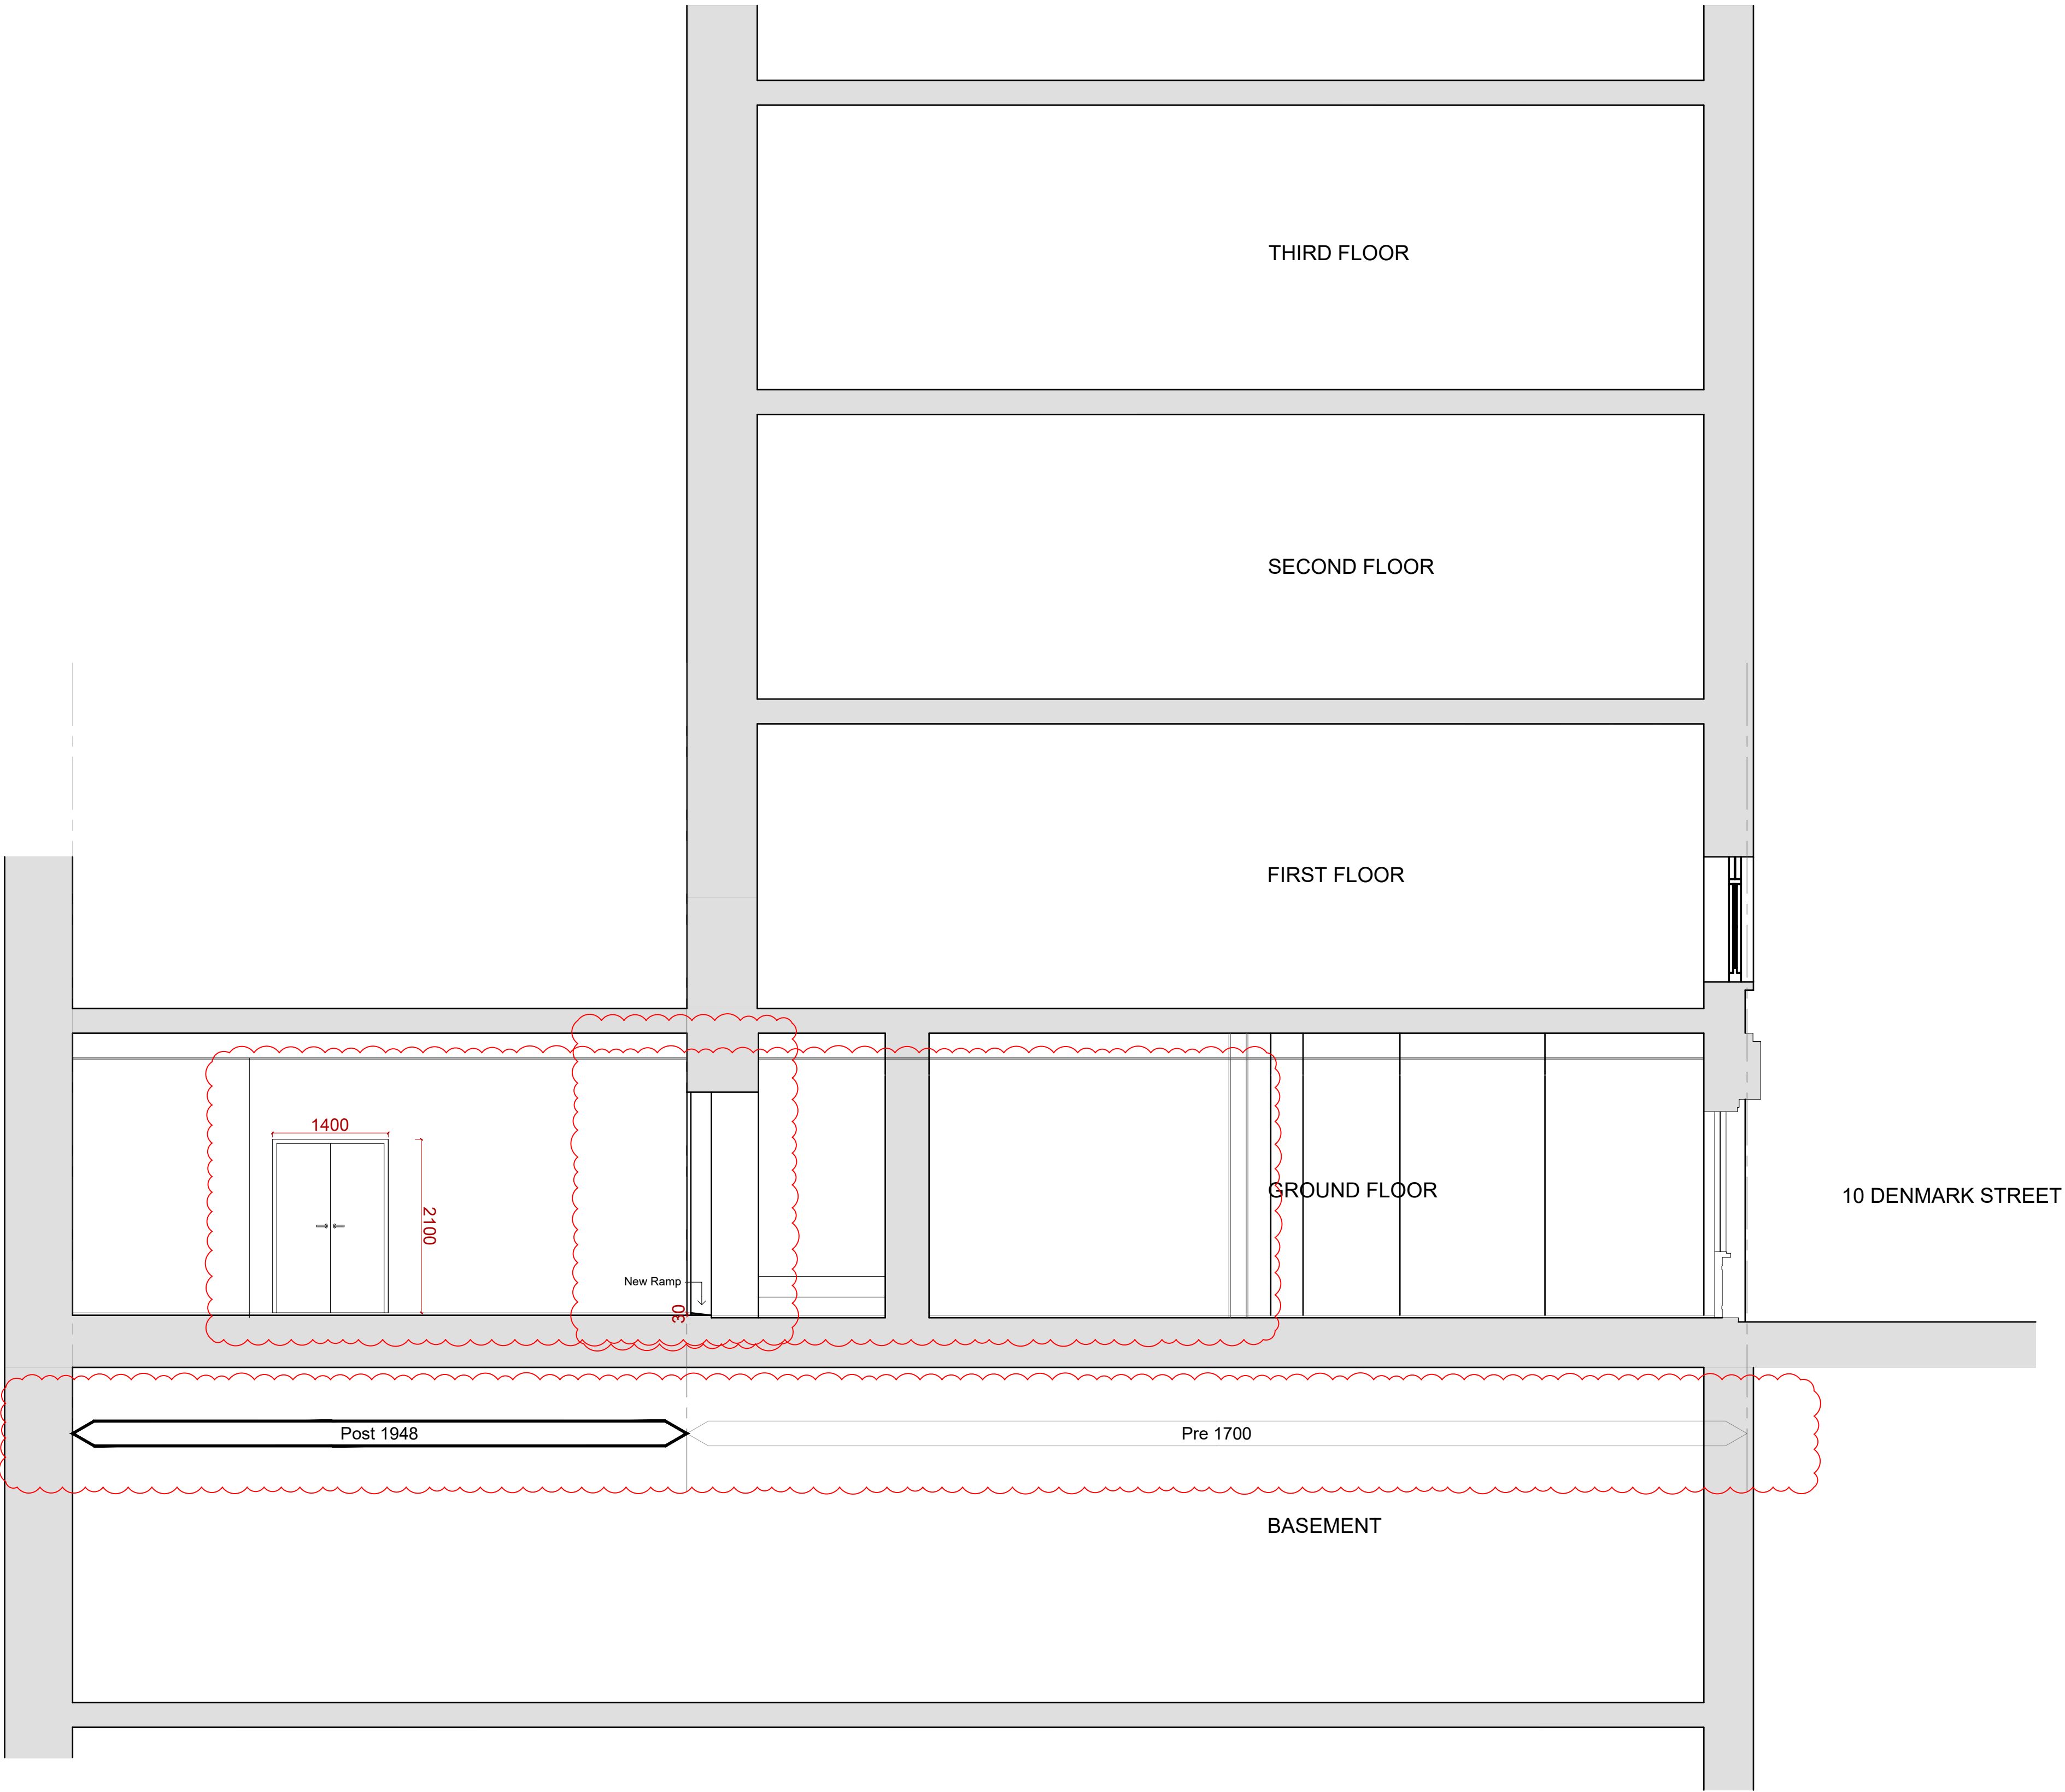 THIRD FLOOR
SECOND FLOOR
FIRST FLOOR
1400
2100
GROUND FLOOR
10 DENMARK STREET
New Ramp
30
Post 1948
Pre 1700
BASEMENT